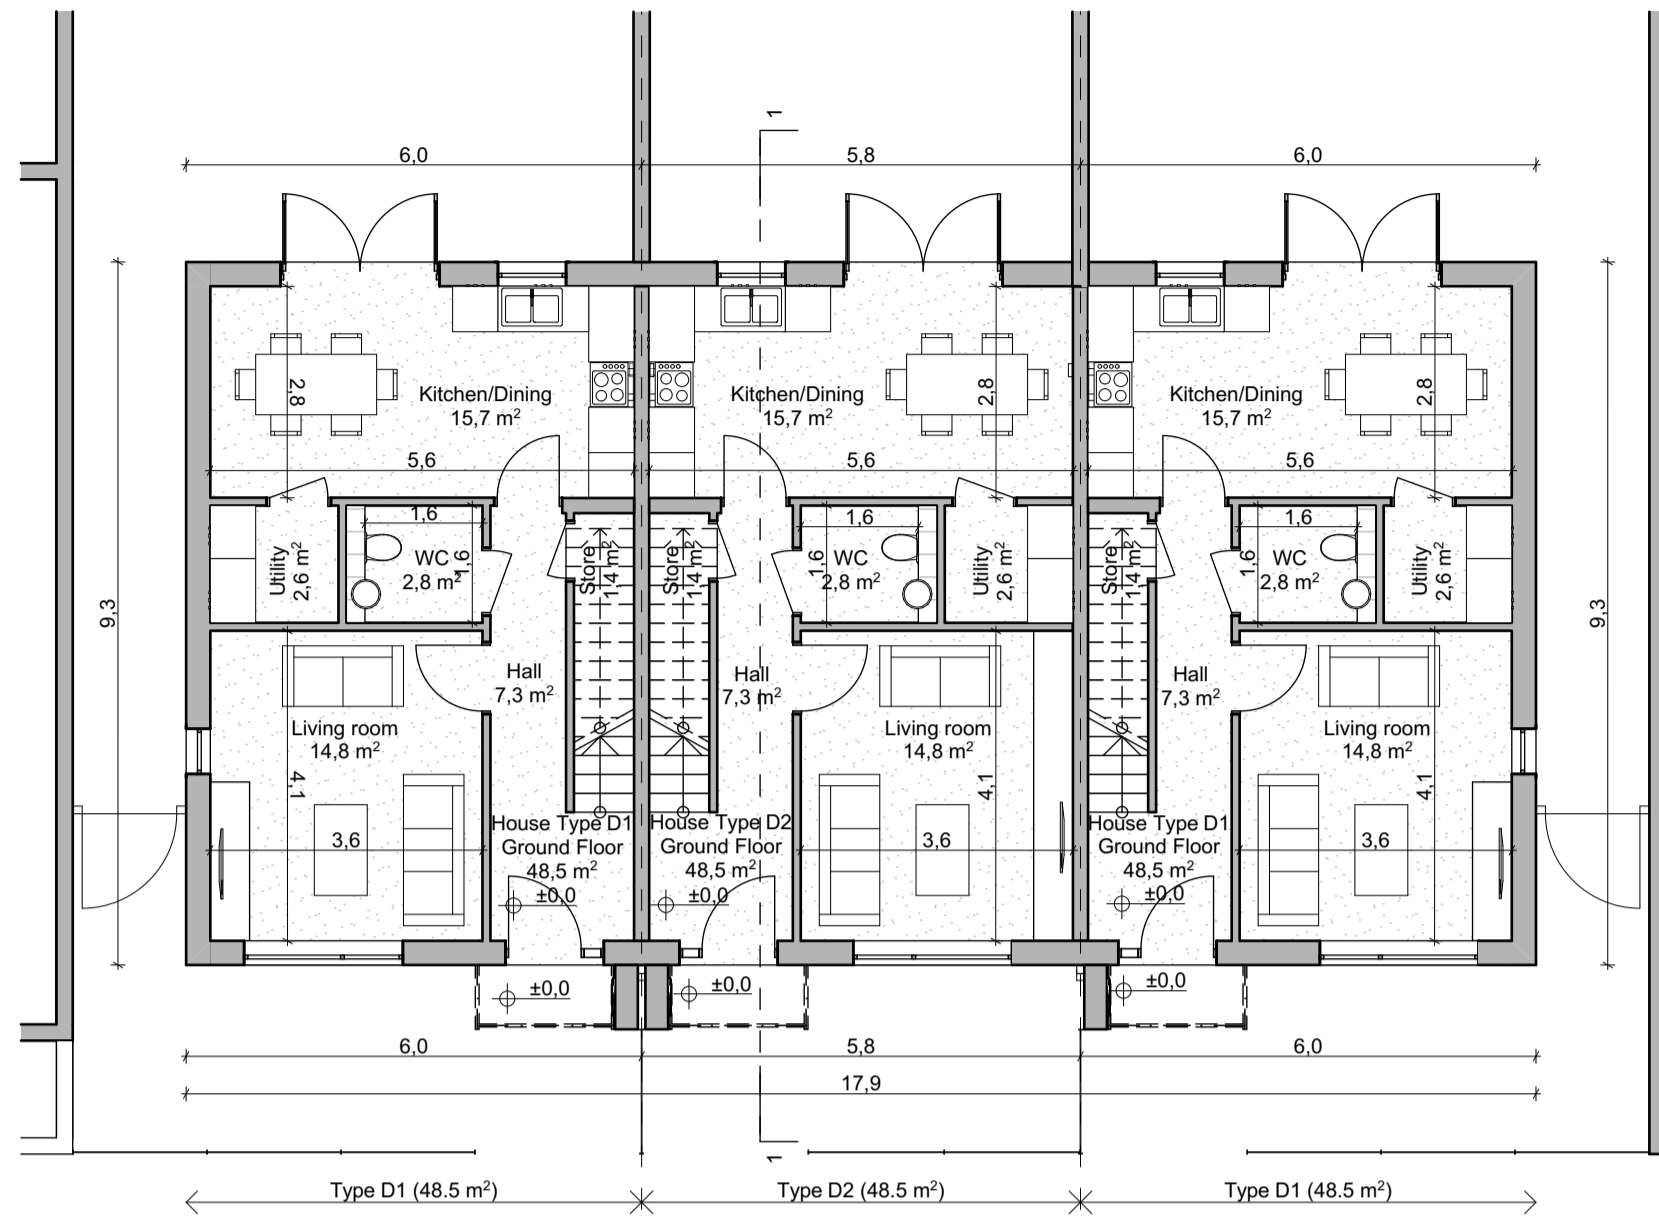 1
6,0 5,8 6,0
Kitchen/Dining
15,7 m²
2,8
5,6
Kitchen/Dining
15,7 m²
2,8
5,6
Kitchen/Dining
15,7 m²
2,8
5,6
9,3
9,3
Utility
2,6 m²
1,6
WC
2,8 m²
1,6
Store
1,4 m²
Store
1,4 m²
1,6
WC
2,8 m²
1,6
Utility
2,6 m²
Store
1,4 m²
1,6
WC
2,8 m²
1,6
Utility
2,6 m²
Hall
7,3 m²
Hall
7,3 m²
Hall
7,3 m²
Living room
14,8 m²
4,1
3,6
Living room
14,8 m²
4,1
3,6
Living room
14,8 m²
4,1
3,6
House Type D1
Ground Floor
48,5 m²
±0,0
House Type D2
Ground Floor
48,5 m²
±0,0
House Type D1
Ground Floor
48,5 m²
±0,0
±0,0
±0,0
±0,0
6,0 5,8 6,0
17,9
1
Type D1 (48.5 m²) Type D2 (48.5 m²) Type D1 (48.5 m²)